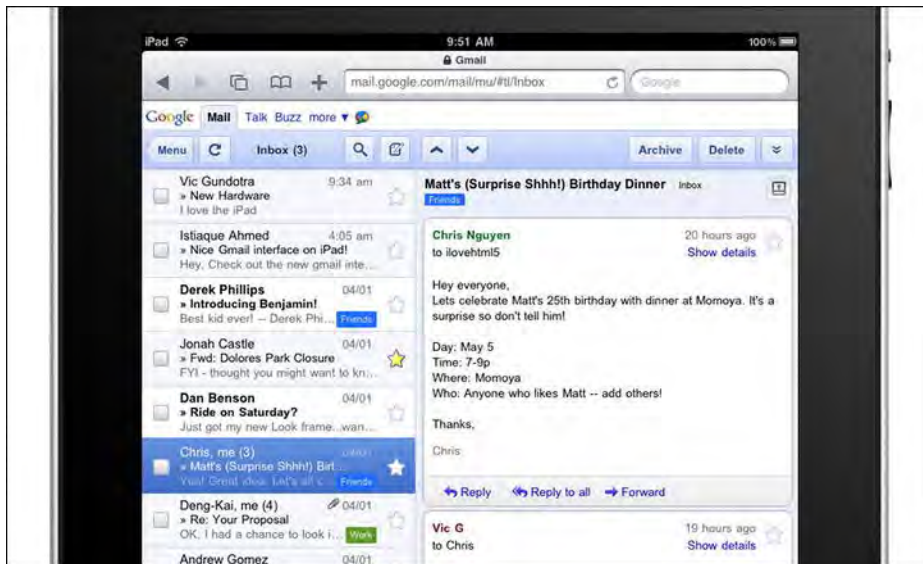 iPad 9:51 AM 100%
Gmail
mail.google.com/mail/mu/#tl/Inbox Google
Google Mail Talk Buzz more ▼
Menu Inbox (3) Archive Delete
Vic Gundotra 9:34 am
» New Hardware
I love the iPad
Istiaque Ahmed 4:05 am
» Nice Gmail interface on iPad!
Hey, Check out the new gmail inte...
Derek Phillips 04/01
» Introducing Benjamin!
Best kid ever! -- Derek Phi... Friends
Jonah Castle 04/01
» Fwd: Dolores Park Closure
FYI - thought you might want to kn...
Dan Benson 04/01
» Ride on Saturday?
Just got my new Look frame...wan...
Chris, me (3) 04/01
» Matt's (Surprise Shhh!) Birt...
Yes! Great idea. Let's all c... Friends
Deng-Kai, me (4) 04/01
» Re: Your Proposal
OK, I had a chance to look i... Work
Andrew Gomez 04/01
Matt's (Surprise Shhh!) Birthday Dinner Inbox
Friends
Chris Nguyen 20 hours ago
to ilovehtml5 Show details
Hey everyone,
Lets celebrate Matt's 25th birthday with dinner at Momoya. It's a
surprise so don't tell him!
Day: May 5
Time: 7-9p
Where: Momoya
Who: Anyone who likes Matt -- add others!
Thanks,
Chris
Reply Reply to all Forward
Vic G 19 hours ago
to Chris Show details